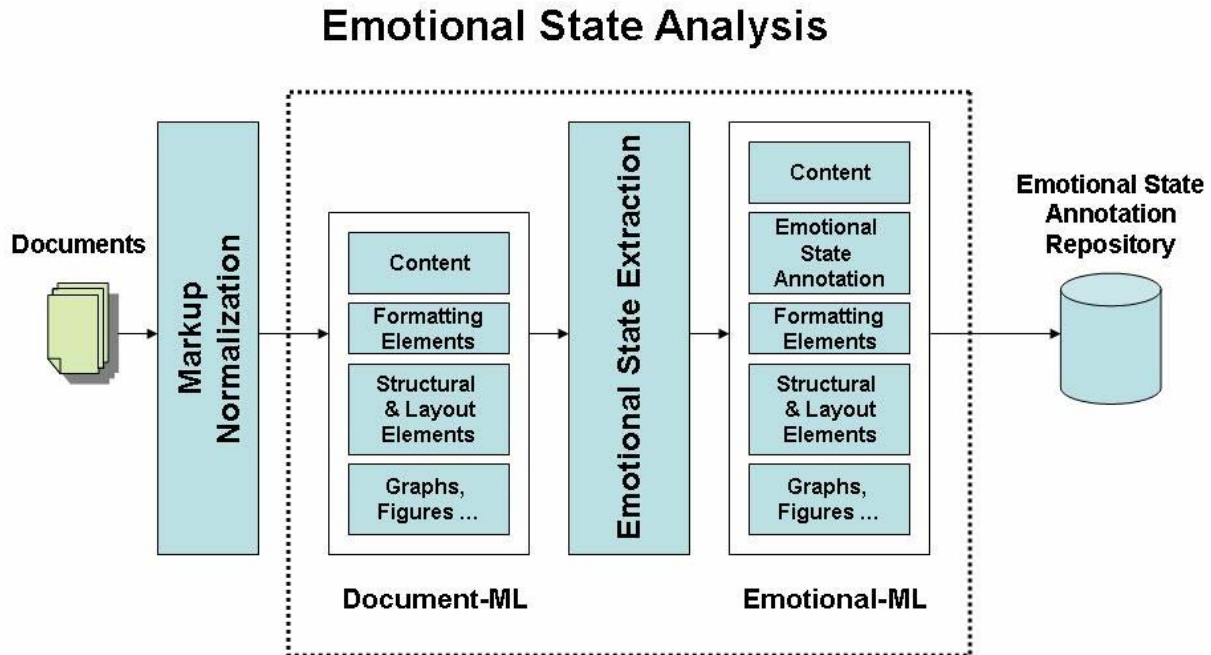 Emotional State Analysis
Documents
Markup
Normalization
Content
Formatting
Elements
Structural
& Layout
Elements
Graphs,
Figures ...
Document-ML
Emotional State Extraction
Content
Emotional
State
Annotation
Formatting
Elements
Structural
& Layout
Elements
Graphs,
Figures ...
Emotional-ML
Emotional State
Annotation
Repository